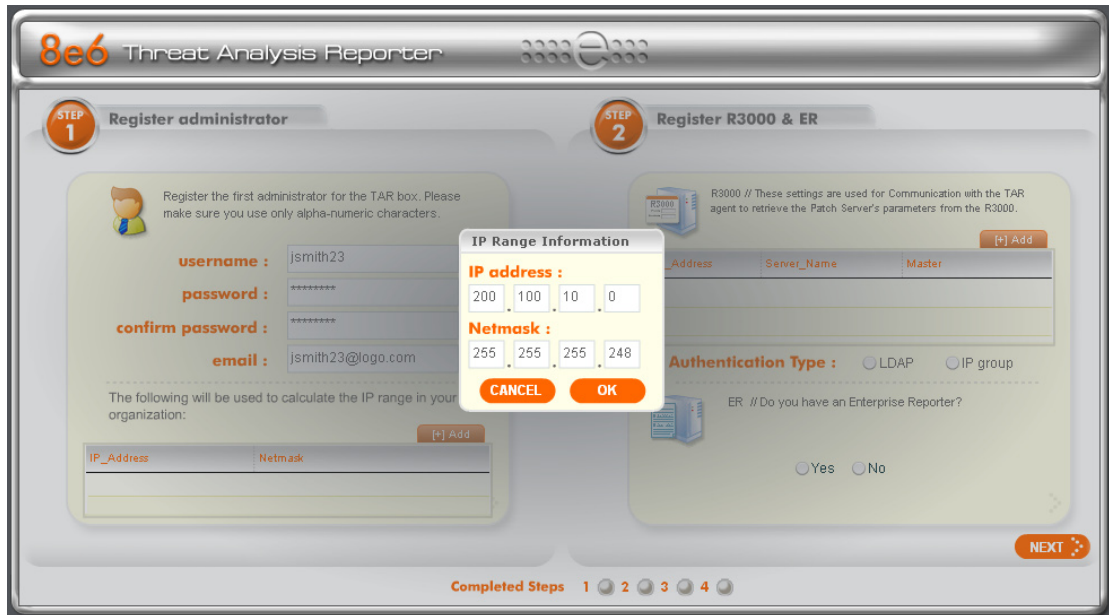 8e6 Threat Analysis Reporter
STEP 1
Register administrator
Register the first administrator for the TAR box. Please
make sure you use only alpha-numeric characters.
username : jsmith23
password : ********
confirm password : ********
email : jsmith23@logo.com
The following will be used to calculate the IP range in your
organization:
[+] Add
IP_Address Netmask
IP Range Information
IP address :
200 . 100 . 10 . 0
Netmask :
255 . 255 . 255 . 248
CANCEL OK
STEP 2
Register R3000 & ER
R3000
R3000 // These settings are used for Communication with the TAR
agent to retrieve the Patch Server's parameters from the R3000.
[+] Add
_Address Server_Name Master
Authentication Type : LDAP IP group
ER // Do you have an Enterprise Reporter?
Yes No
NEXT
Completed Steps 1 2 3 4